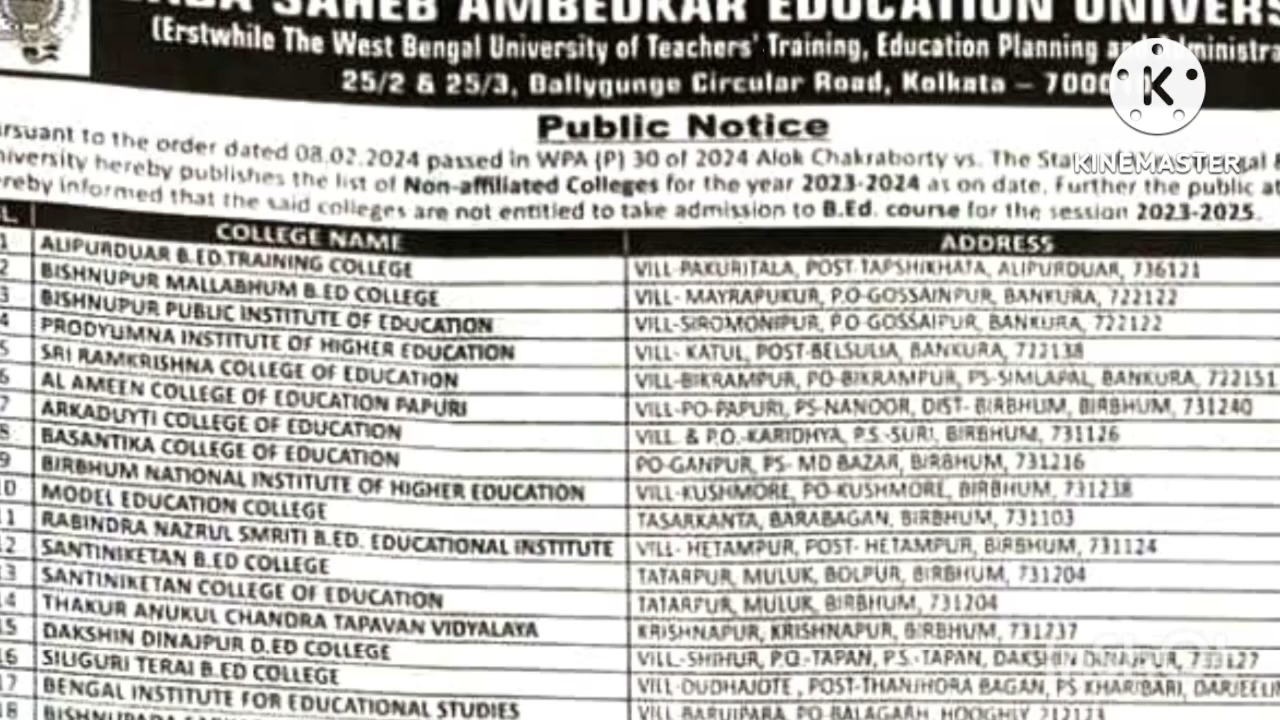 SAHEB AMBEDKAR EDUCATION UNIVERS
(Erstwhile The West Bengal University of Teachers' Training, Education Planning and Administra
25/2 & 25/3, Ballygunge Circular Road, Kolkata – 7000
K
KINEMASTER
Public Notice
rsuant to the order dated 08.02.2024 passed in WPA (P) 30 of 2024 Alok Chakraborty vs. The Sta gal
niversity hereby publishes the list of Non-affiliated Colleges for the year 2023-2024 as on date. Further the public a
ereby informed that the said colleges are not entitled to take admission to B.Ed. course for the session 2023-2025.
L. COLLEGE NAME ADDRESS
1 ALIPURDUAR B.ED.TRAINING COLLEGE VILL-PAKURITALA, POST-TAPSHIKHATA, ALIPURDUAR, 736121
2 BISHNUPUR MALLABHUM B.ED COLLEGE VILL- MAYRAPUKUR, P.O-GOSSAINPUR, BANKURA, 722122
3 BISHNUPUR PUBLIC INSTITUTE OF EDUCATION VILL-SIROMONIPUR, P.O-GOSSAIPUR, BANKURA, 722122
4 PRODYUMNA INSTITUTE OF HIGHER EDUCATION VILL- KATUL, POST-BELSULIA, BANKURA, 722138
5 SRI RAMKRISHNA COLLEGE OF EDUCATION VILL-BIKRAMPUR, PO-BIKRAMPUR, PS-SIMLAPAL, BANKURA, 722151
6 AL AMEEN COLLEGE OF EDUCATION PAPURI VILL-PO-PAPURI, PS-NANOOR, DIST- BIRBHUM, BIRBHUM, 731240
7 ARKADUYTI COLLEGE OF EDUCATION VILL. & P.O.-KARIDHYA, P.S.-SURI, BIRBHUM, 731126
8 BASANTIKA COLLEGE OF EDUCATION PO-GANPUR, PS- MD BAZAR, BIRBHUM, 731216
9 BIRBHUM NATIONAL INSTITUTE OF HIGHER EDUCATION VILL-KUSHMORE, PO-KUSHMORE, BIRBHUM, 731238
10 MODEL EDUCATION COLLEGE TASARKANTA, BARABAGAN, BIRBHUM, 731103
11 RABINDRA NAZRUL SMRITI B.ED. EDUCATIONAL INSTITUTE VILL- HETAMPUR, POST- HETAMPUR, BIRBHUM, 731124
12 SANTINIKETAN B.ED COLLEGE TATARPUR, MULUK, BOLPUR, BIRBHUM, 731204
13 SANTINIKETAN COLLEGE OF EDUCATION TATARPUR, MULUK, BIRBHUM, 731204
14 THAKUR ANUKUL CHANDRA TAPAVAN VIDYALAYA KRISHNAPUR, KRISHNAPUR, BIRBHUM, 731237
15 DAKSHIN DINAJPUR D.ED COLLEGE VILL.-SHIHUR, P.O.-TAPAN, P.S.-TAPAN, DAKSHIN DINAJPUR, 733127
16 SILIGURI TERAI B.ED COLLEGE VILL-DUDHAJOTE , POST-THANJHORA BAGAN, PS KHARIBARI, DARJEELIN
17 BENGAL INSTITUTE FOR EDUCATIONAL STUDIES VILL-BARUIPARA, PO-BALAGARH, HOOGHLY
18 BISHNUPADA